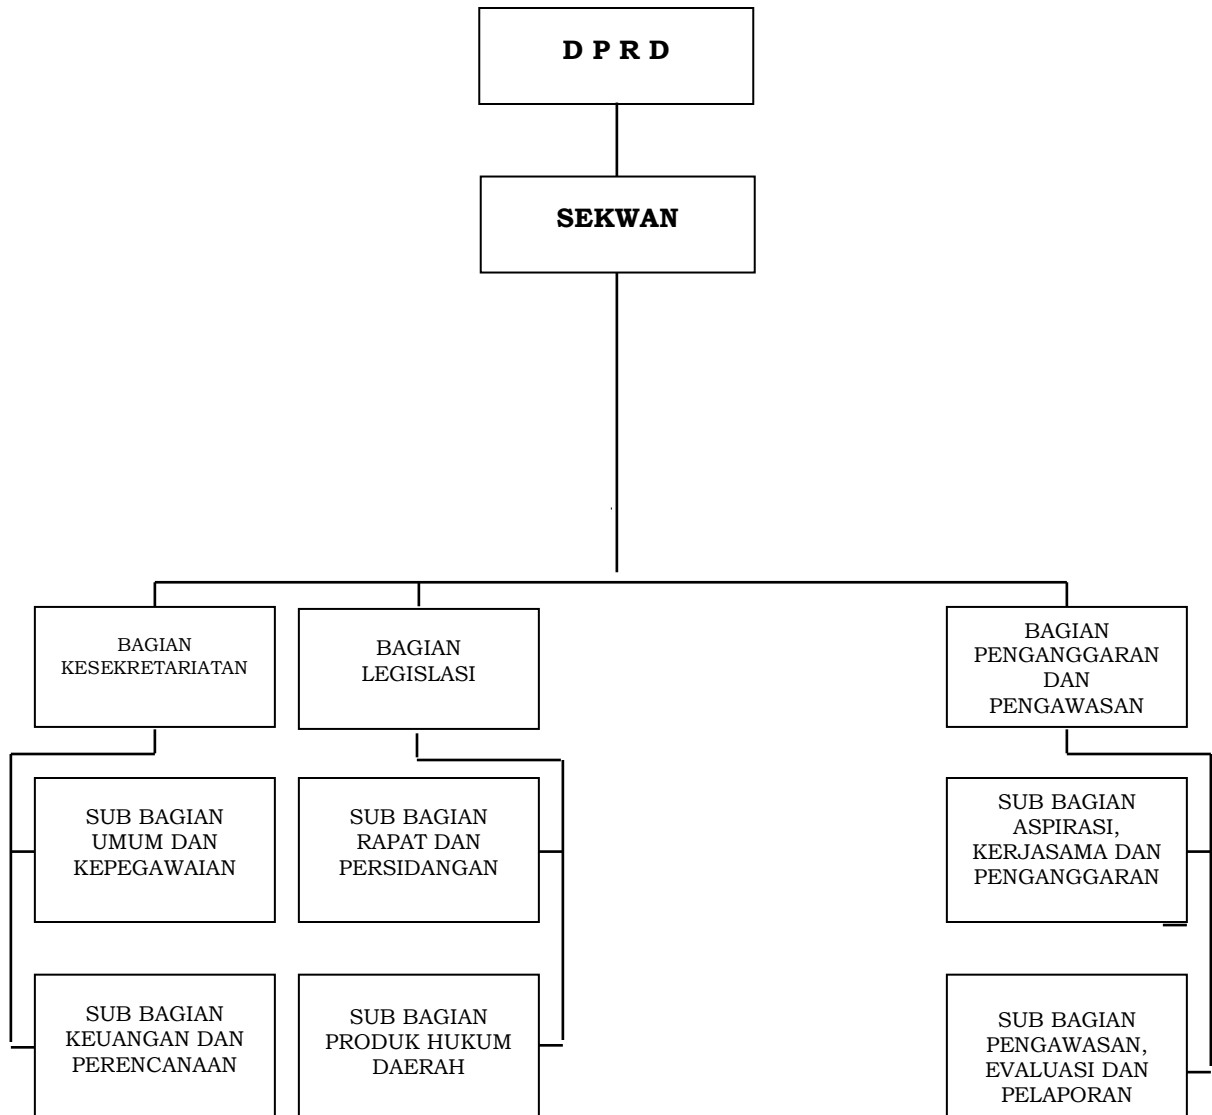 D P R D
SEKWAN
BAGIAN
KESEKRETARIATAN
BAGIAN
LEGISLASI
BAGIAN
PENGANGGARAN
DAN
PENGAWASAN
SUB BAGIAN
UMUM DAN
KEPEGAWAIAN
SUB BAGIAN
RAPAT DAN
PERSIDANGAN
SUB BAGIAN
ASPIRASI,
KERJASAMA DAN
PENGANGGARAN
SUB BAGIAN
KEUANGAN DAN
PERENCANAAN
SUB BAGIAN
PRODUK HUKUM
DAERAH
SUB BAGIAN
PENGAWASAN,
EVALUASI DAN
PELAPORAN